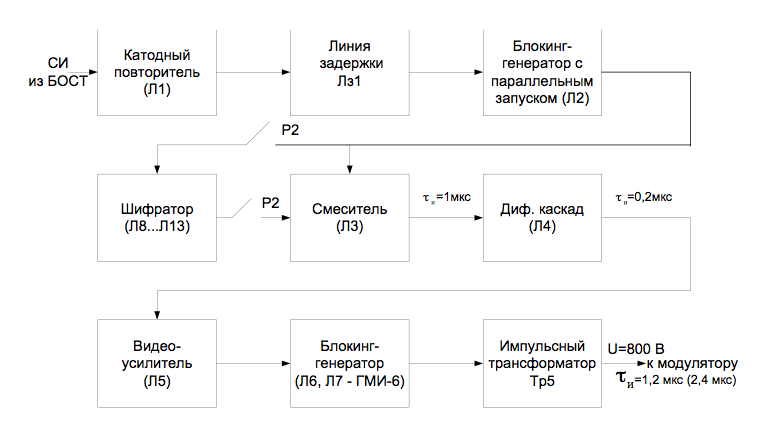 СИ
из БОСТ
Катодный
повторитель
(Л1)
Линия
задержки
Лз1
Блокинг-
генератор с
параллельным
запуском (Л2)
Р2
Шифратор
(Л8...Л13)
Р2
Смеситель
(Л3)
τи=1мкс
Диф. каскад
(Л4)
τи=0,2мкс
Видео-
усилитель
(Л5)
Блокинг-
генератор
(Л6, Л7 - ГМИ-6)
Импульсный
трансформатор
Тр5
U=800 В
к модулятору
τи=1,2 мкс (2,4 мкс)